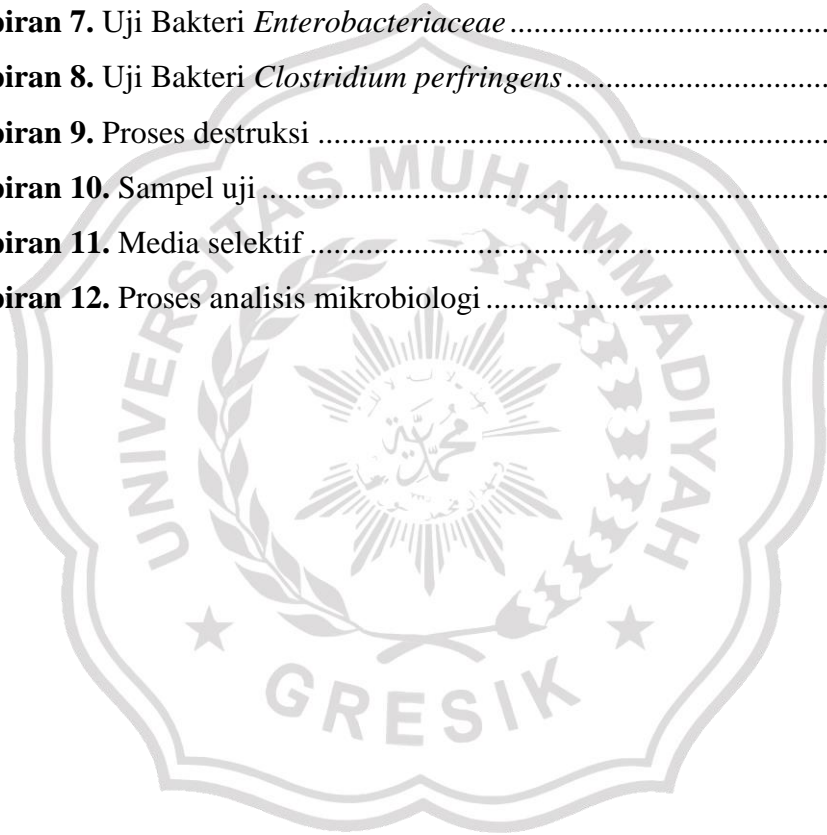 piran 7. Uji Bakteri Enterobacteriaceae................................................................................
piran 8. Uji Bakteri Clostridium perfringens.........................................................................
piran 9. Proses destruksi ........................................................................................
piran 10. Sampel uji..............................................................................................
piran 11. Media selektif .........................................................................................
piran 12. Proses analisis mikrobiologi...........................................................................
UNIVERSITAS MUHAMMADIYAH
GRESIK